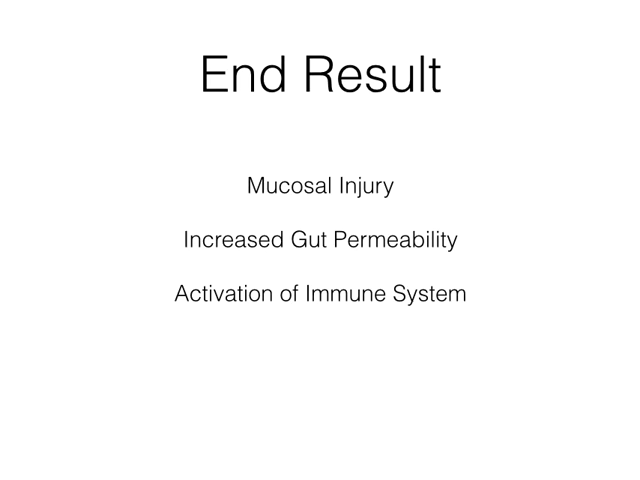 End Result
Mucosal Injury
Increased Gut Permeability
Activation of Immune System